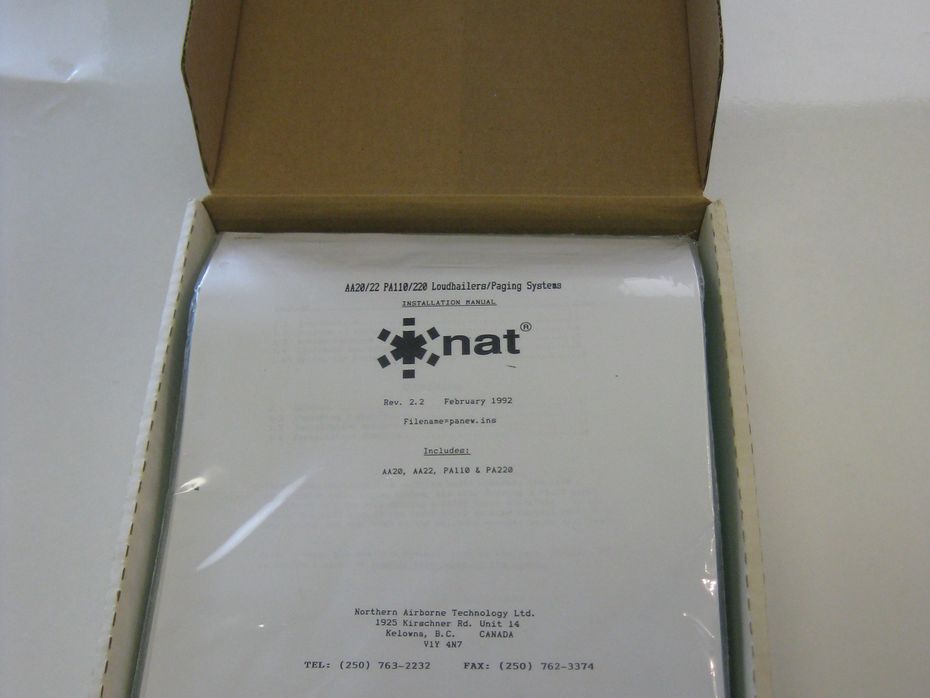 AA20/22 PA110/220 Loudhailers/Paging Systems
INSTALLATION MANUAL
nat®
Rev. 2.2 February 1992
Filename=panew.ins
Includes:
AA20, AA22, PA110 & PA220
Northern Airborne Technology Ltd.
1925 Kirschner Rd. Unit 14
Kelowna, B.C. CANADA
V1Y 4N7
TEL: (250) 763-2232 FAX: (250) 762-3374